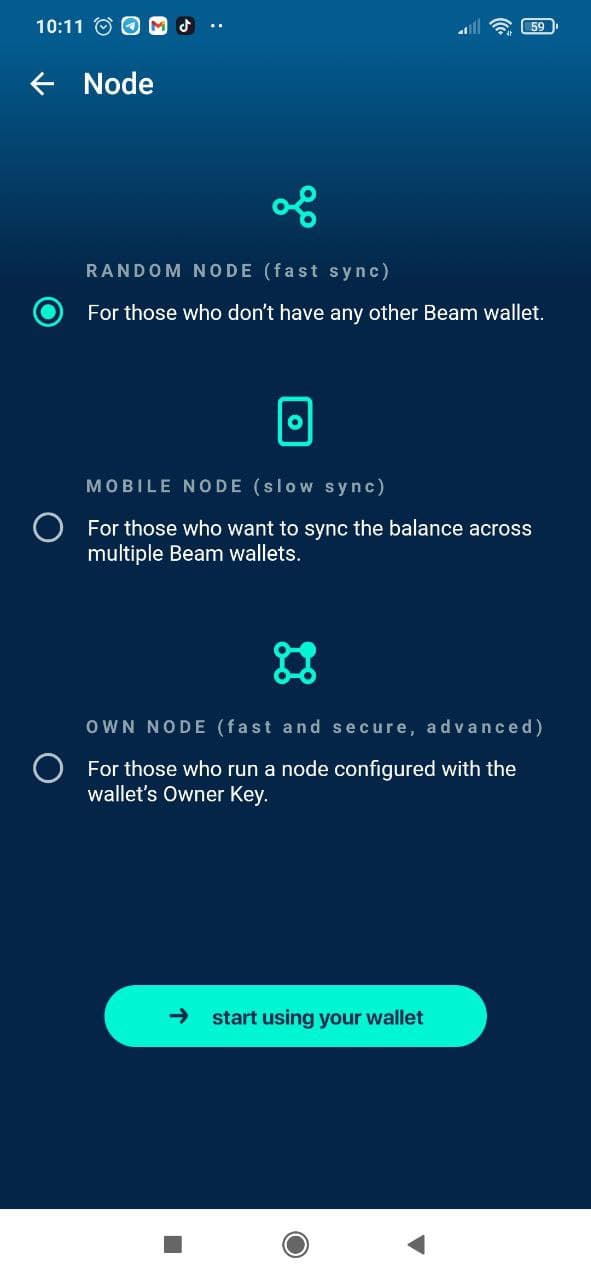 10:11
59
Node
RANDOM NODE (fast sync)
For those who don’t have any other Beam wallet.
MOBILE NODE (slow sync)
For those who want to sync the balance across
multiple Beam wallets.
OWN NODE (fast and secure, advanced)
For those who run a node configured with the
wallet’s Owner Key.
start using your wallet